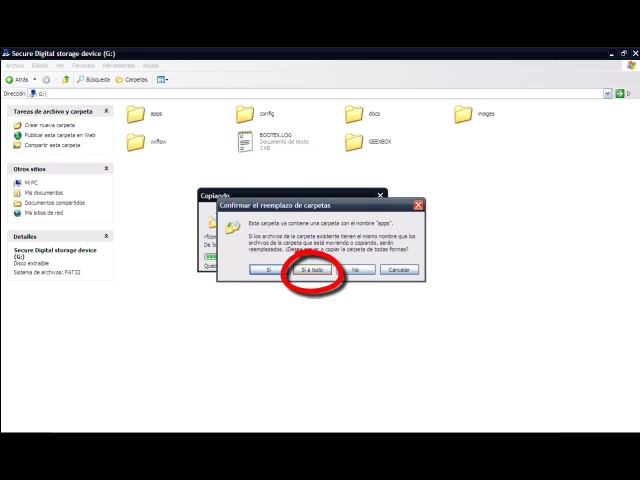 Secure Digital storage device (G:)
Archivo Edición Ver Favoritos Herramientas Ayuda
Atrás Búsqueda Carpetas
Dirección G:\ Ir
Tareas de archivo y carpeta
Crear nueva carpeta
Publicar esta carpeta en Web
Compartir esta carpeta
Otros sitios
Mi PC
Mis documentos
Documentos compartidos
Mis sitios de red
Detalles
Secure Digital storage device
(G:)
Disco extraíble
Sistema de archivos: FAT32
apps
config
docs
images
wiiflow
BOOTEX.LOG
Documento de texto
2 KB
GEEXBOX
Copiando
Confirmar el reemplazo de carpetas
Esta carpeta ya contiene una carpeta con el nombre "apps".
Si los archivos de la carpeta existente tienen el mismo nombre que los
archivos de la carpeta que está moviendo o copiando, serán
reemplazados. ¿Desea mover o copiar la carpeta de todas formas?
Sí
Sí a todo
No
Cancelar